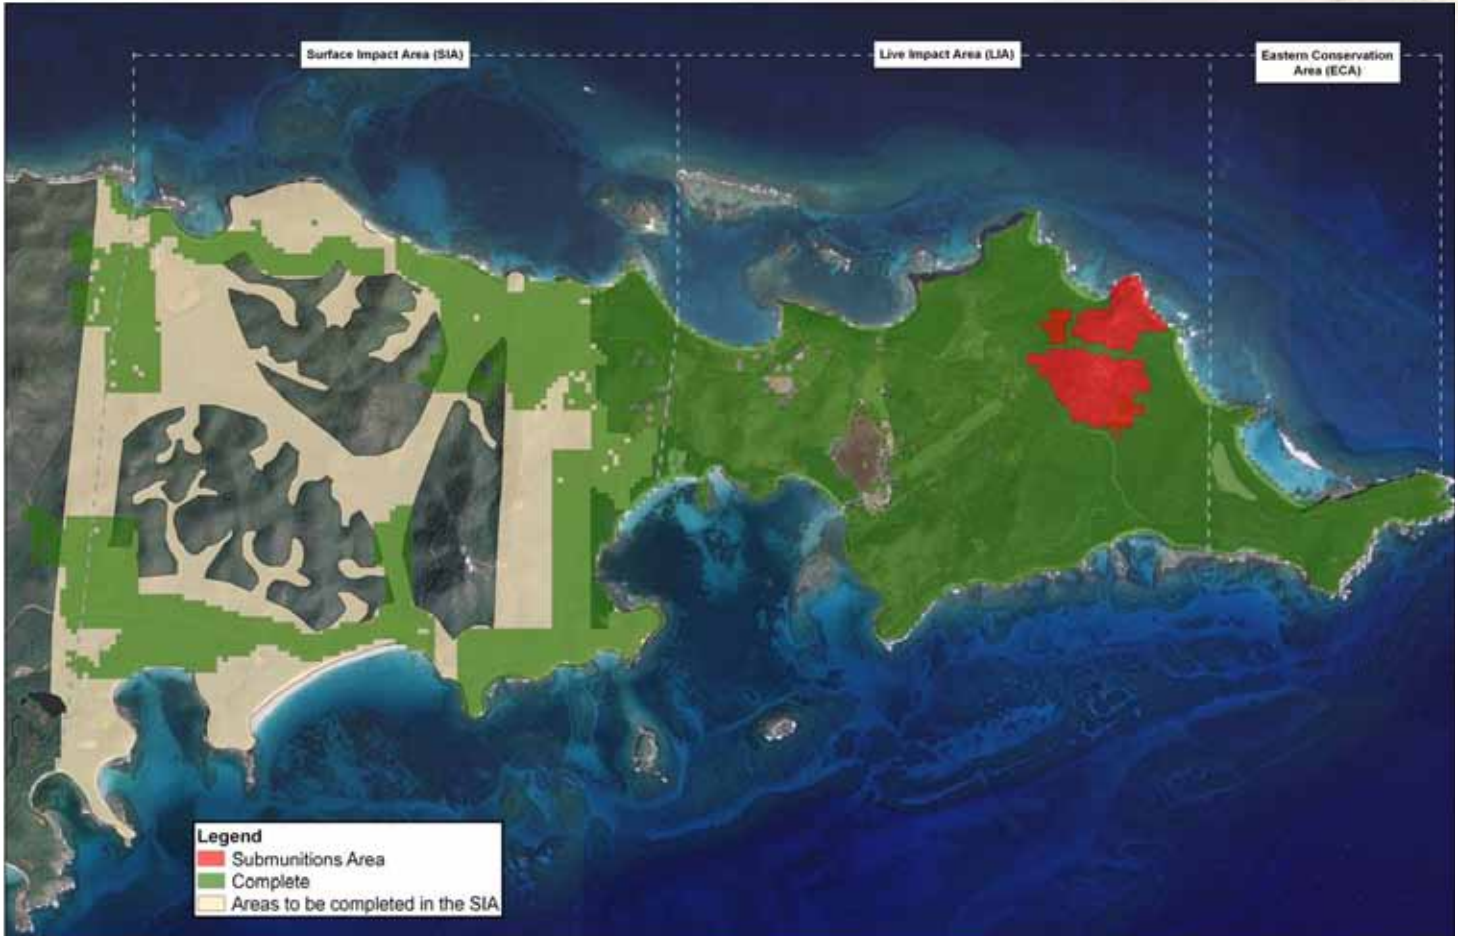 Surface Impact Area (SIA)
Live Impact Area (LIA)
Eastern Conservation
Area (ECA)
Legend
Submunitions Area
Complete
Areas to be completed in the SIA